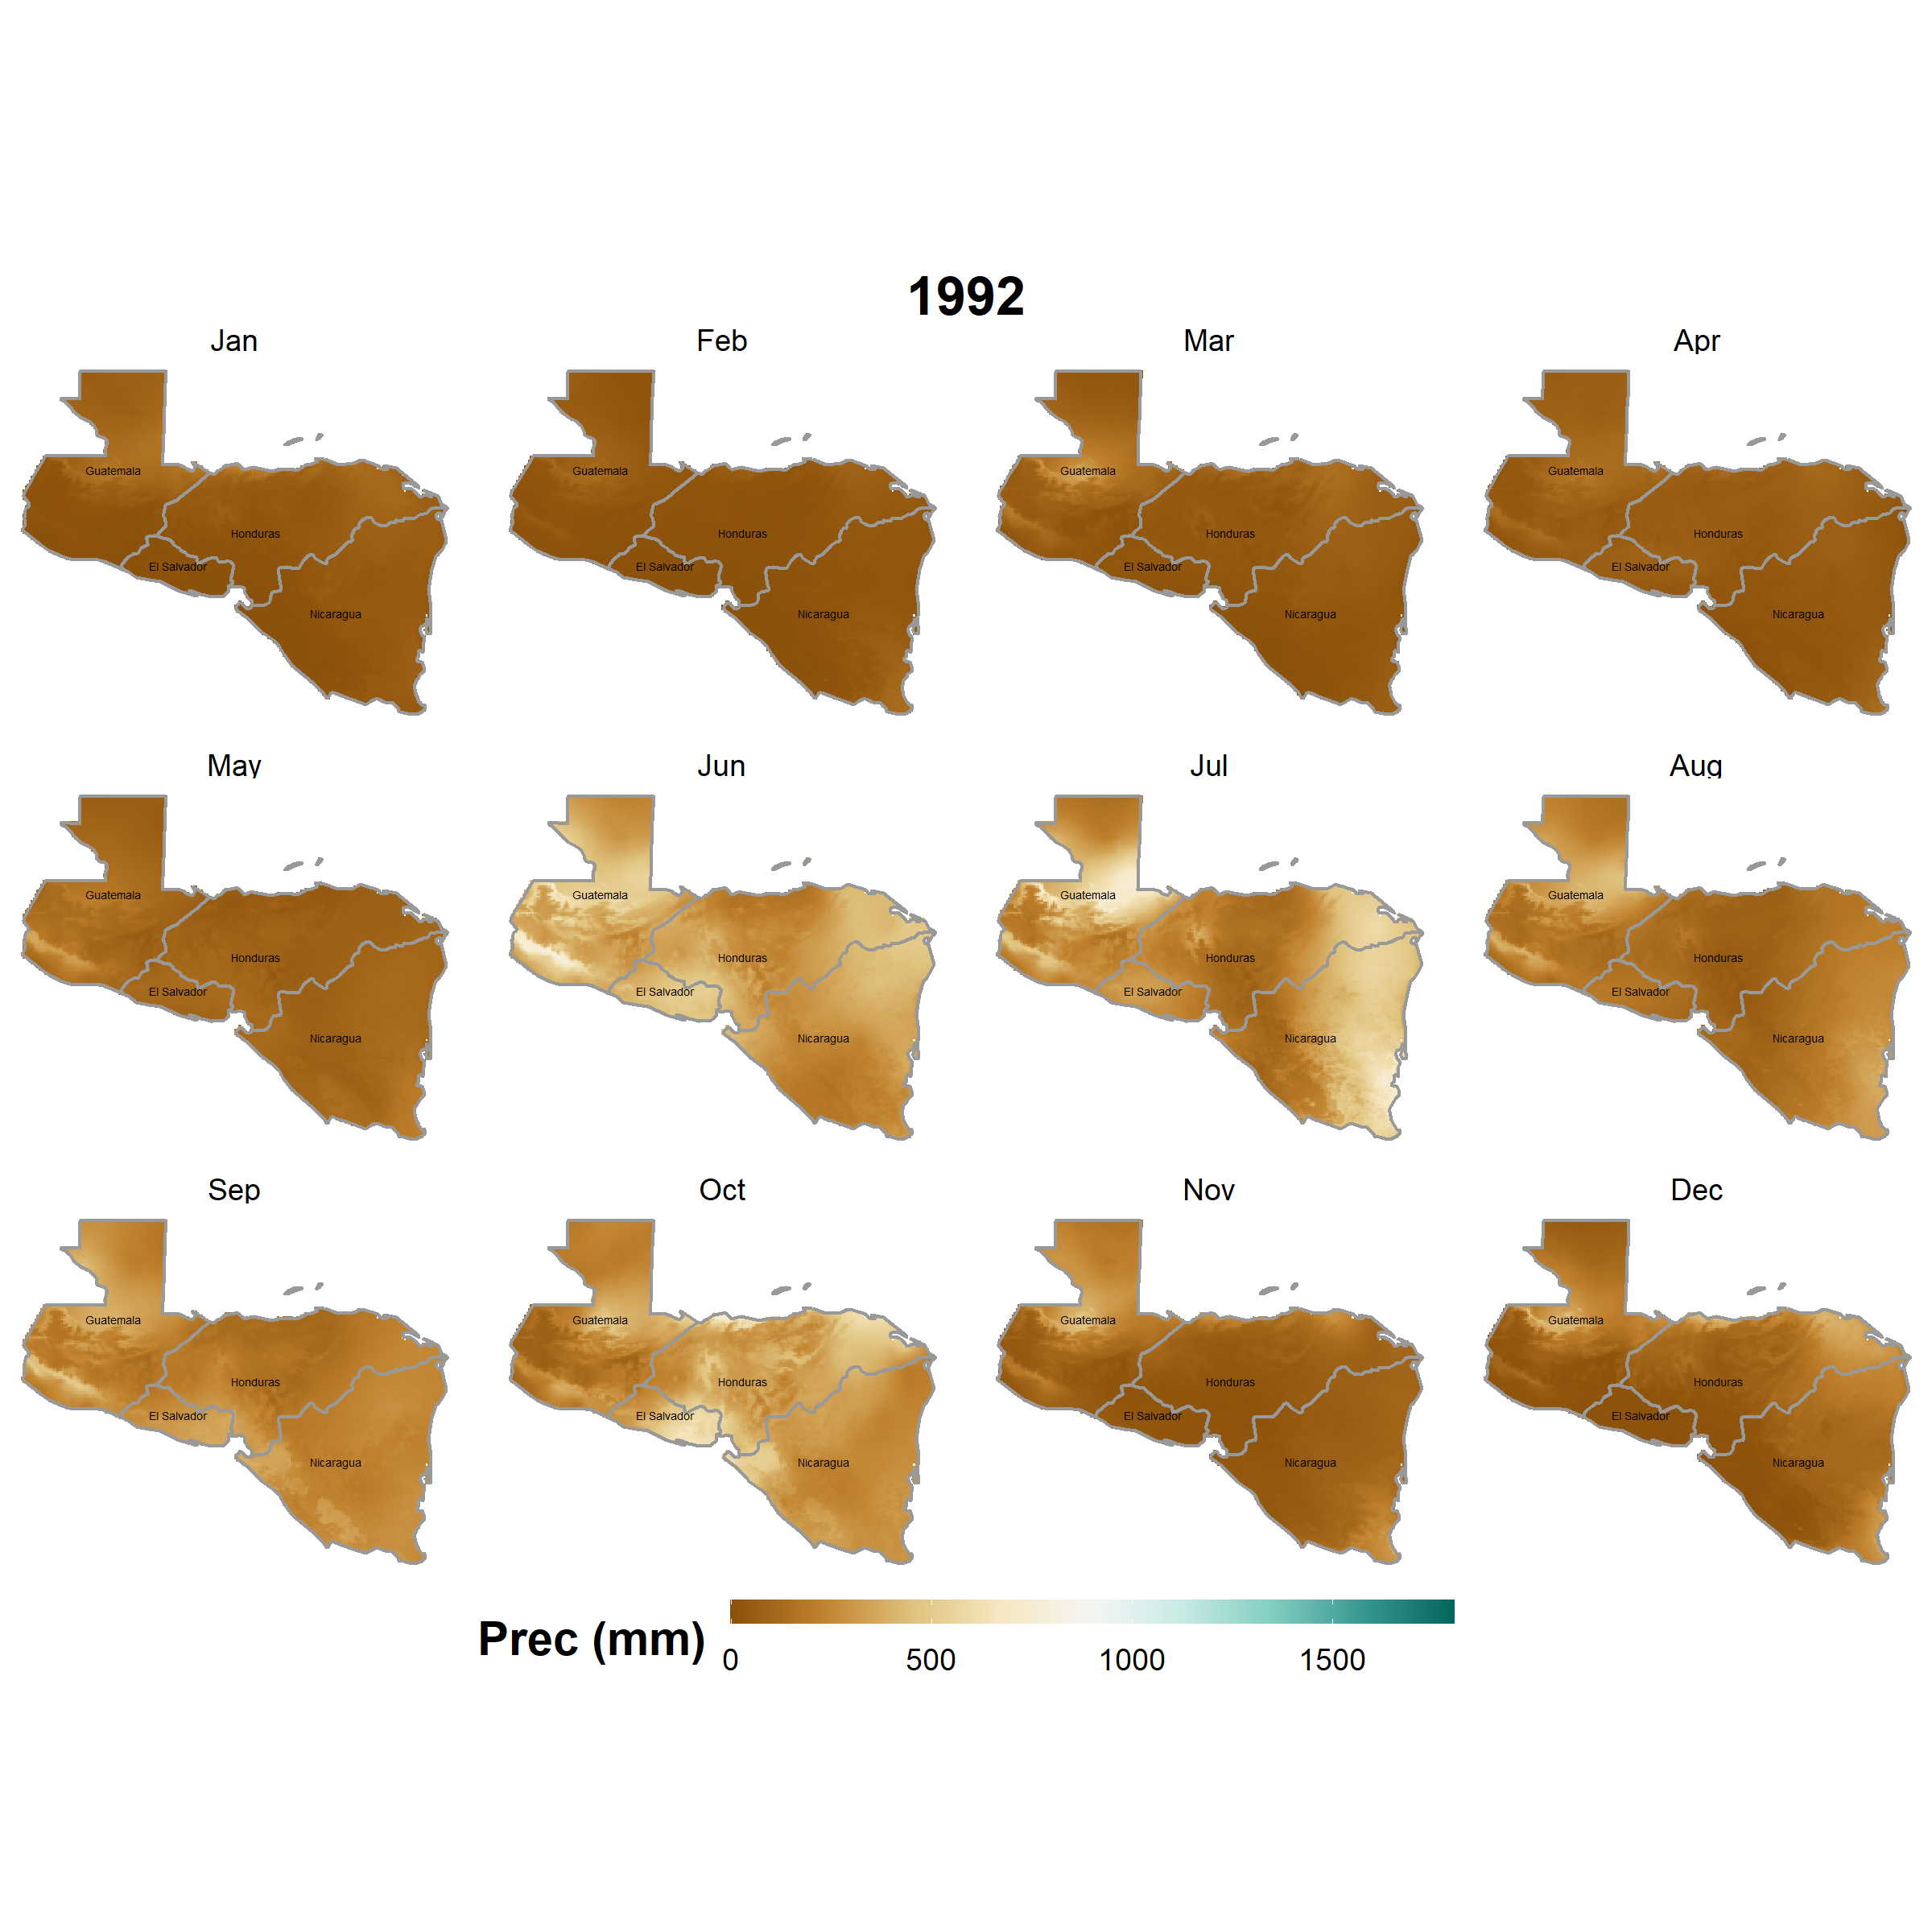 1992
Jan Feb Mar Apr
Guatemala Guatemala Guatemala Guatemala
Honduras Honduras Honduras Honduras
El Salvador El Salvador El Salvador El Salvador
Nicaragua Nicaragua Nicaragua Nicaragua
May Jun Jul Aug
Guatemala Guatemala Guatemala Guatemala
Honduras Honduras Honduras Honduras
El Salvador El Salvador El Salvador El Salvador
Nicaragua Nicaragua Nicaragua Nicaragua
Sep Oct Nov Dec
Guatemala Guatemala Guatemala Guatemala
Honduras Honduras Honduras Honduras
El Salvador El Salvador El Salvador El Salvador
Nicaragua Nicaragua Nicaragua Nicaragua
Prec (mm)
0 500 1000 1500